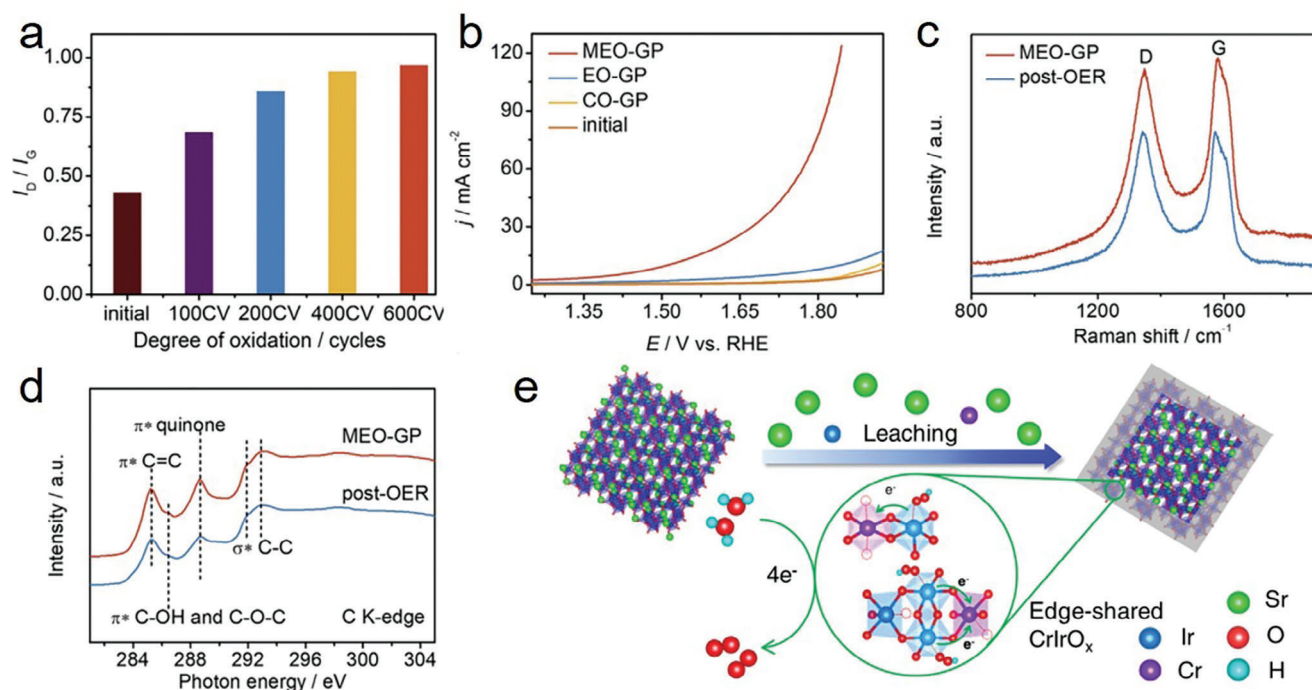 a
1.00
0.75
0.50
0.25
0.00
I_D / I_G
initial
100CV
200CV
400CV
600CV
Degree of oxidation / cycles
b
120
90
60
30
0
j / mA cm⁻²
MEO-GP
EO-GP
CO-GP
initial
1.35
1.50
1.65
1.80
E / V vs. RHE
c
MEO-GP
post-OER
D
G
Intensity / a.u.
800
1200
1600
Raman shift / cm⁻¹
d
π* quinone
MEO-GP
π* C=C
post-OER
σ* C-C
π* C-OH and C-O-C
C K-edge
Intensity / a.u.
284
288
292
296
300
304
Photon energy / eV
e
Leaching
e⁻
4e⁻
e⁻
e⁻
Edge-shared
CrIrOₓ
Sr
Ir
O
Cr
H